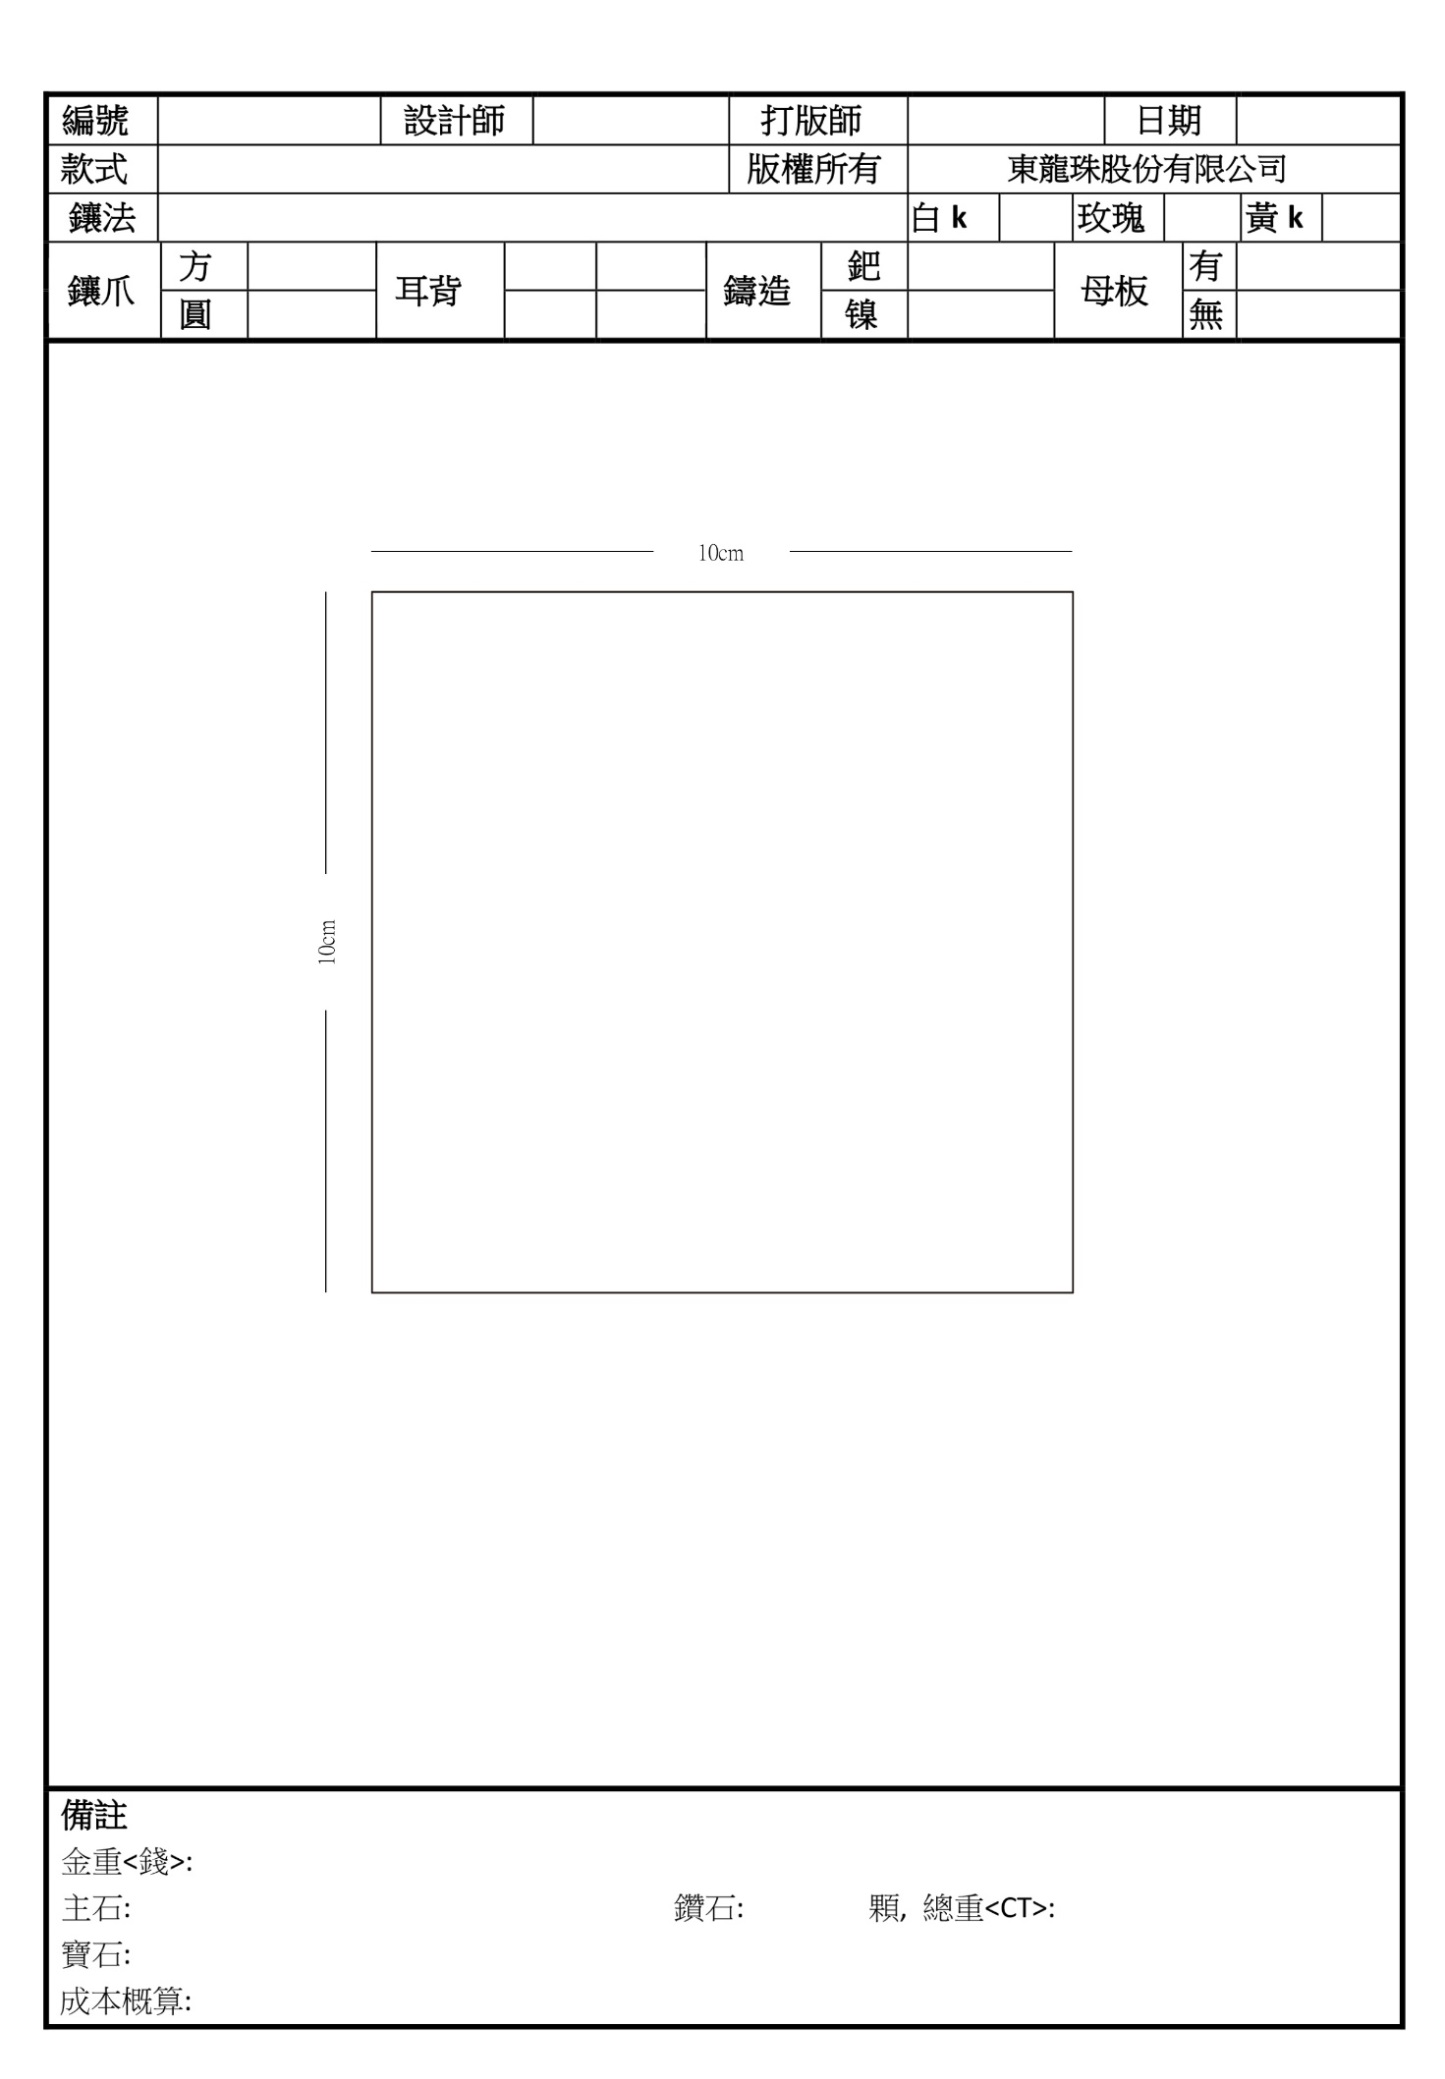 編號 設計師 打版師 日期
款式 版權所有 東龍珠股份有限公司
鑲法 白 k 玫瑰 黃 k
鑲爪 方 耳背 鑄造 鈀 母板 有
圓 镍 無
10cm
10cm
備註
金重<錢>:
主石: 鑽石: 顆, 總重<CT>:
寶石:
成本概算: